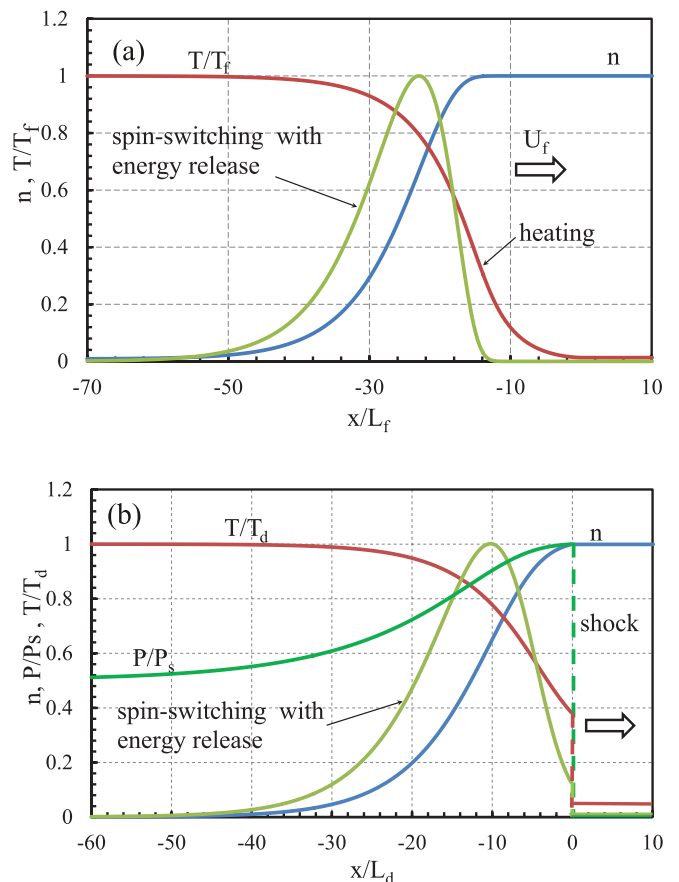 (a)
T/T_f
n
spin-switching with
energy release
U_f
heating
n , T/T_f
1.2
1
0.8
0.6
0.4
0.2
0
-70
-50
-30
-10
10
x/L_f
(b)
T/T_d
n
shock
P/P_s
spin-switching with
energy release
n, P/Ps , T/T_d
1.2
1
0.8
0.6
0.4
0.2
0
-60
-50
-40
-30
-20
-10
0
10
x/L_d